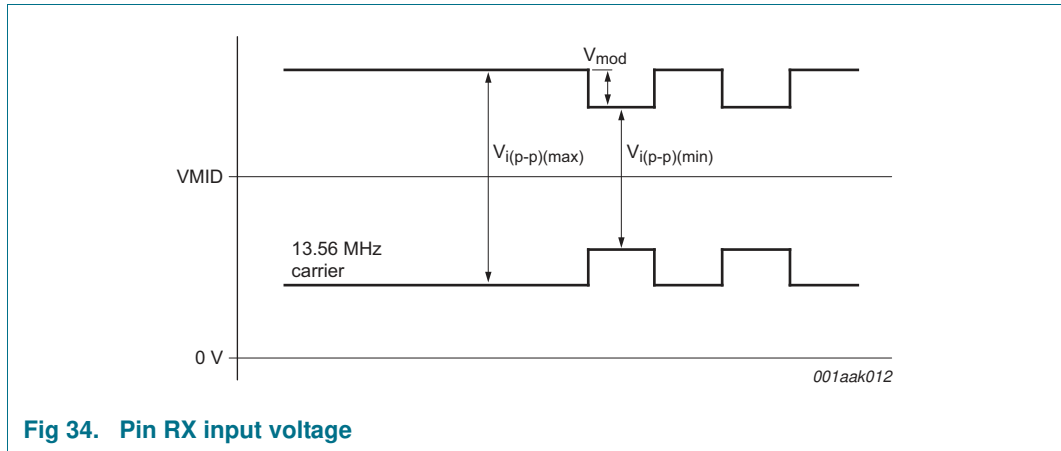 Vmod
Vi(p-p)(max)
Vi(p-p)(min)
VMID
13.56 MHz
carrier
0 V
001aak012
Fig 34. Pin RX input voltage